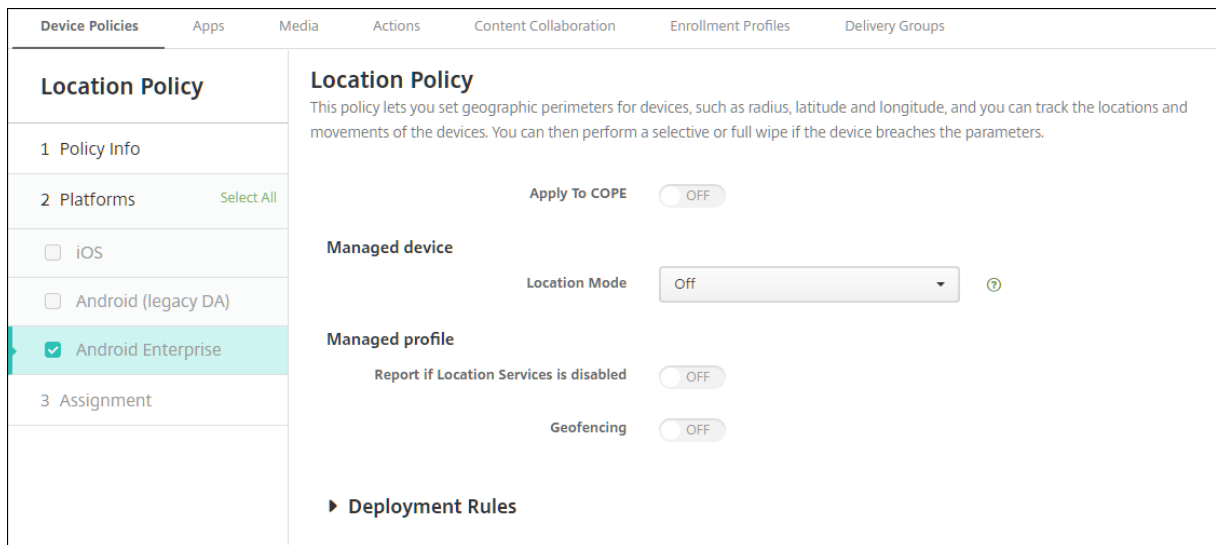 Device Policies Apps Media Actions Content Collaboration Enrollment Profiles Delivery Groups
Location Policy
1 Policy Info
2 Platforms Select All
iOS
Android (legacy DA)
Android Enterprise
3 Assignment
Location Policy
This policy lets you set geographic perimeters for devices, such as radius, latitude and longitude, and you can track the locations and
movements of the devices. You can then perform a selective or full wipe if the device breaches the parameters.
Apply To COPE OFF
Managed device
Location Mode Off ?
Managed profile
Report if Location Services is disabled OFF
Geofencing OFF
Deployment Rules